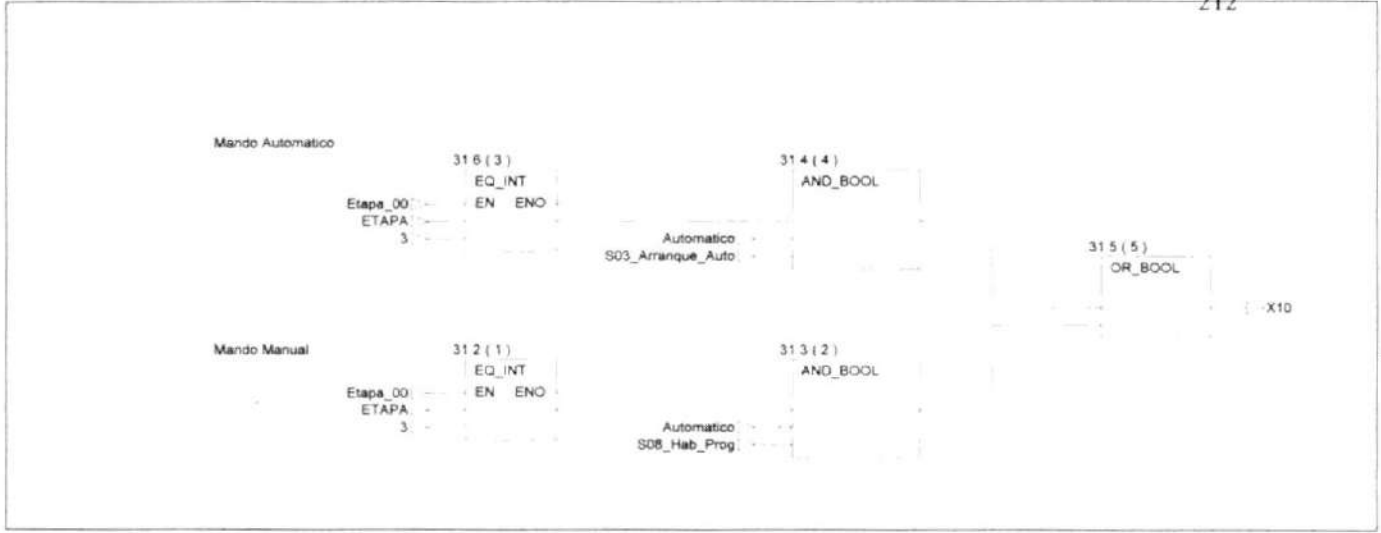 212
Mando Automatico
31 6 ( 3 )
EQ_INT
EN ENO
Etapa_00
ETAPA
3
31 4 ( 4 )
AND_BOOL
Automatico
S03_Arranque_Auto
31 5 ( 5 )
OR_BOOL
X10
Mando Manual
31 2 ( 1 )
EQ_INT
EN ENO
Etapa_00
ETAPA
3
31 3 ( 2 )
AND_BOOL
Automatico
S08_Hab_Prog